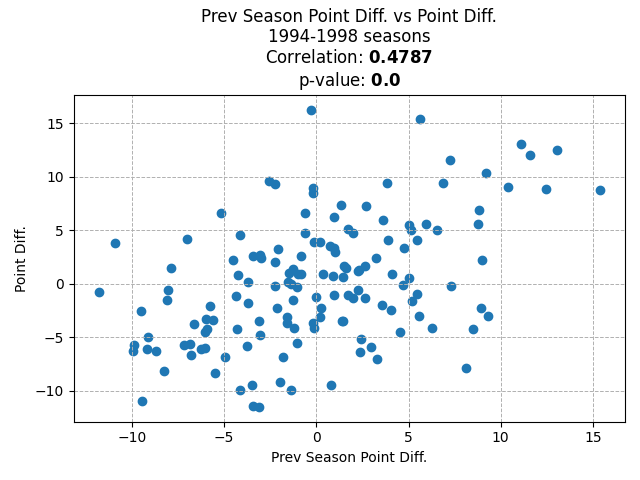 Prev Season Point Diff. vs Point Diff.
1994-1998 seasons
Correlation: 0.4787
p-value: 0.0
15
10
5
0
−5
−10
Point Diff.
−10 −5 0 5 10 15
Prev Season Point Diff.